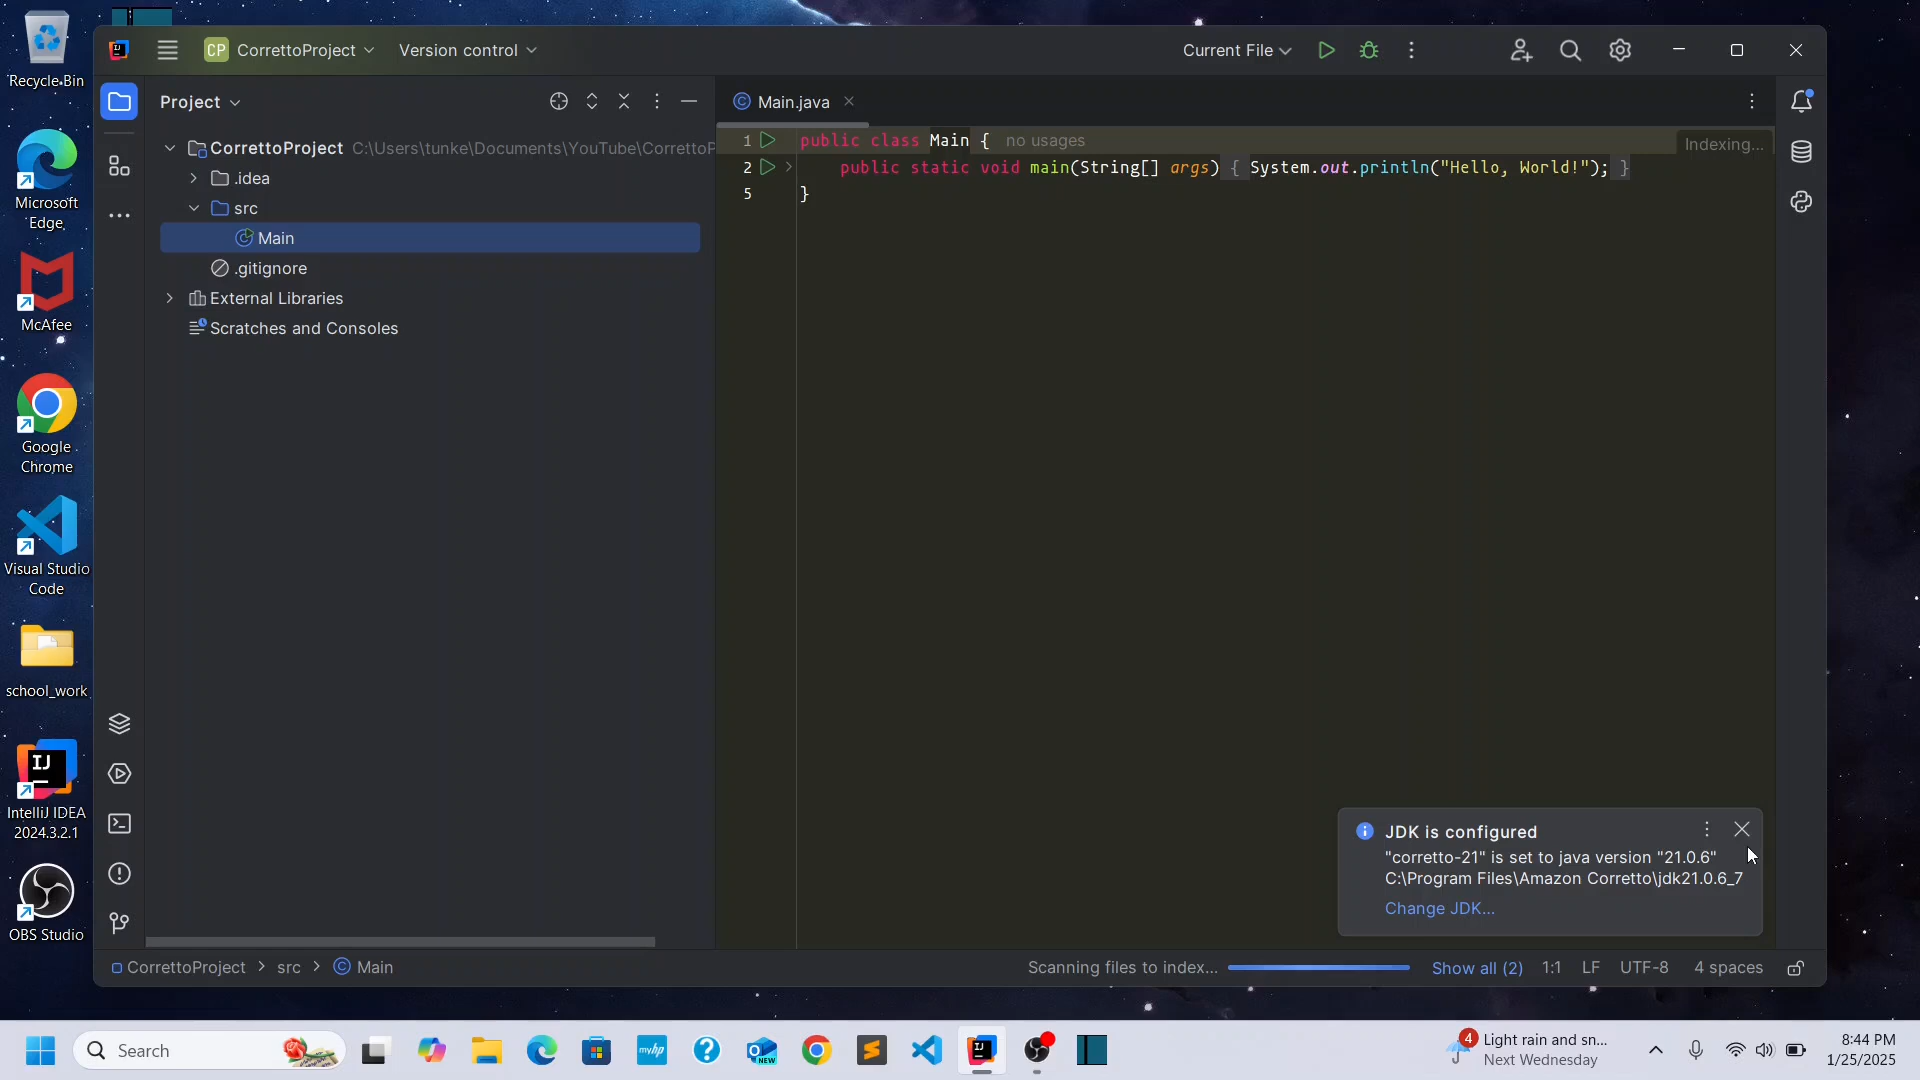 Recycle Bin
Microsoft
Edge
McAfee
Google
Chrome
Visual Studio
Code
school_work
IJ
IntelliJ IDEA
2024.3.2.1
OBS Studio
IJ
CP CorrettoProject Version control
Current File
Project
CorrettoProject C:\Users\tunke\Documents\YouTube\CorrettoP
.idea
src
Main
.gitignore
External Libraries
Scratches and Consoles
Main.java
1 public class Main { no usages
2 public static void main(String[] args) { System.out.println("Hello, World!"); }
5 }
Indexing...
JDK is configured
"corretto-21" is set to java version "21.0.6"
C:\Program Files\Amazon Corretto\jdk21.0.6_7
Change JDK...
CorrettoProject > src > Main
Scanning files to index... Show all (2) 1:1 LF UTF-8 4 spaces
Search
myhp
NEW
IJ
4
Light rain and sn...
Next Wednesday
8:44 PM
1/25/2025